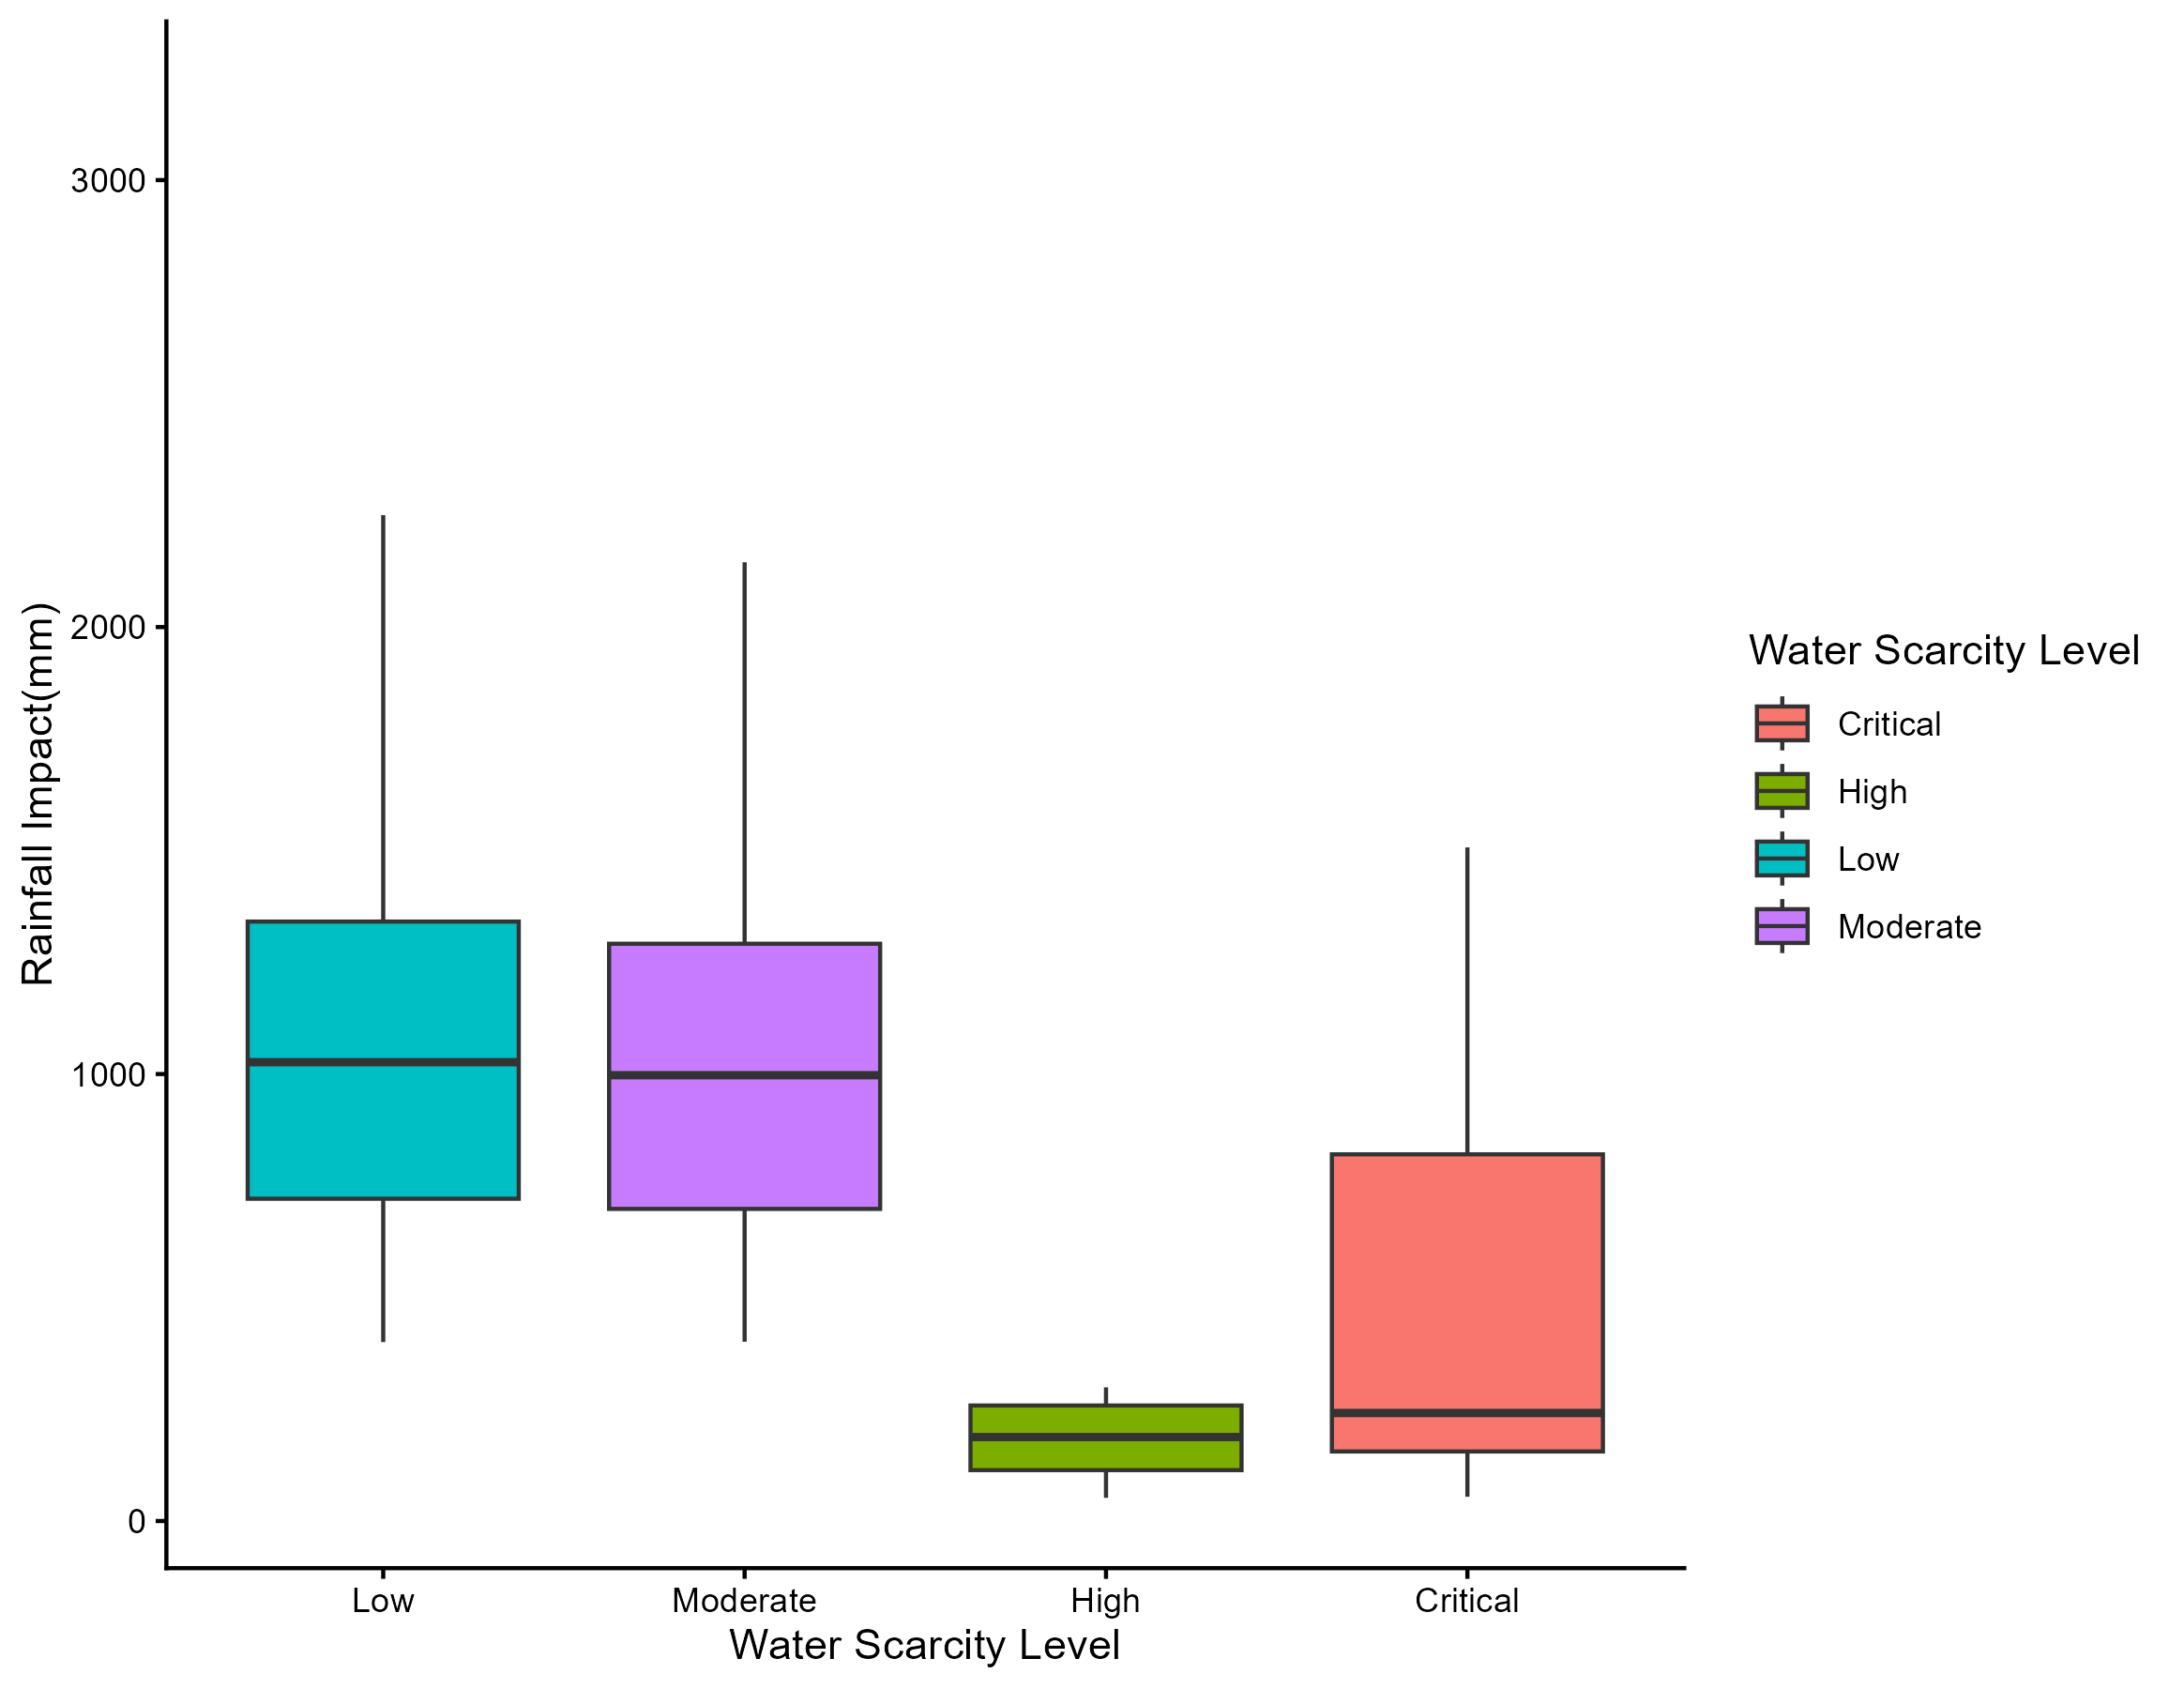 Rainfall Impact(mm)
3000
2000
1000
0
Low
Moderate
High
Critical
Water Scarcity Level
Water Scarcity Level
Critical
High
Low
Moderate